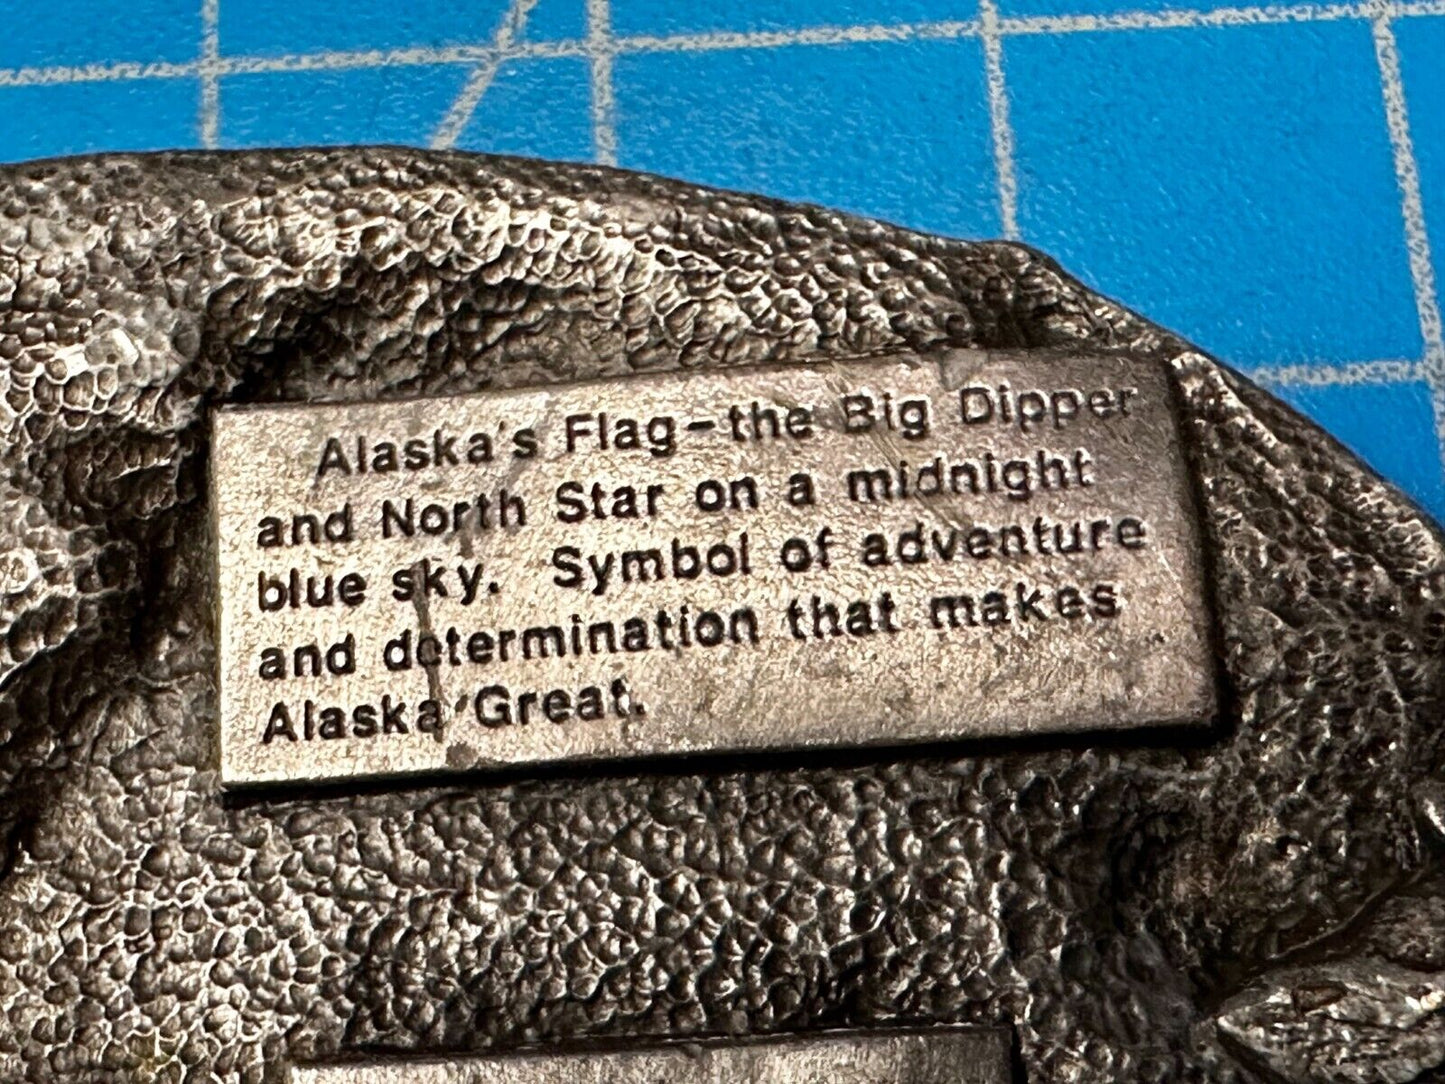 Alaska's Flag-the Big Dipper
and North Star on a midnight
blue sky. Symbol of adventure
and determination that makes
Alaska Great.